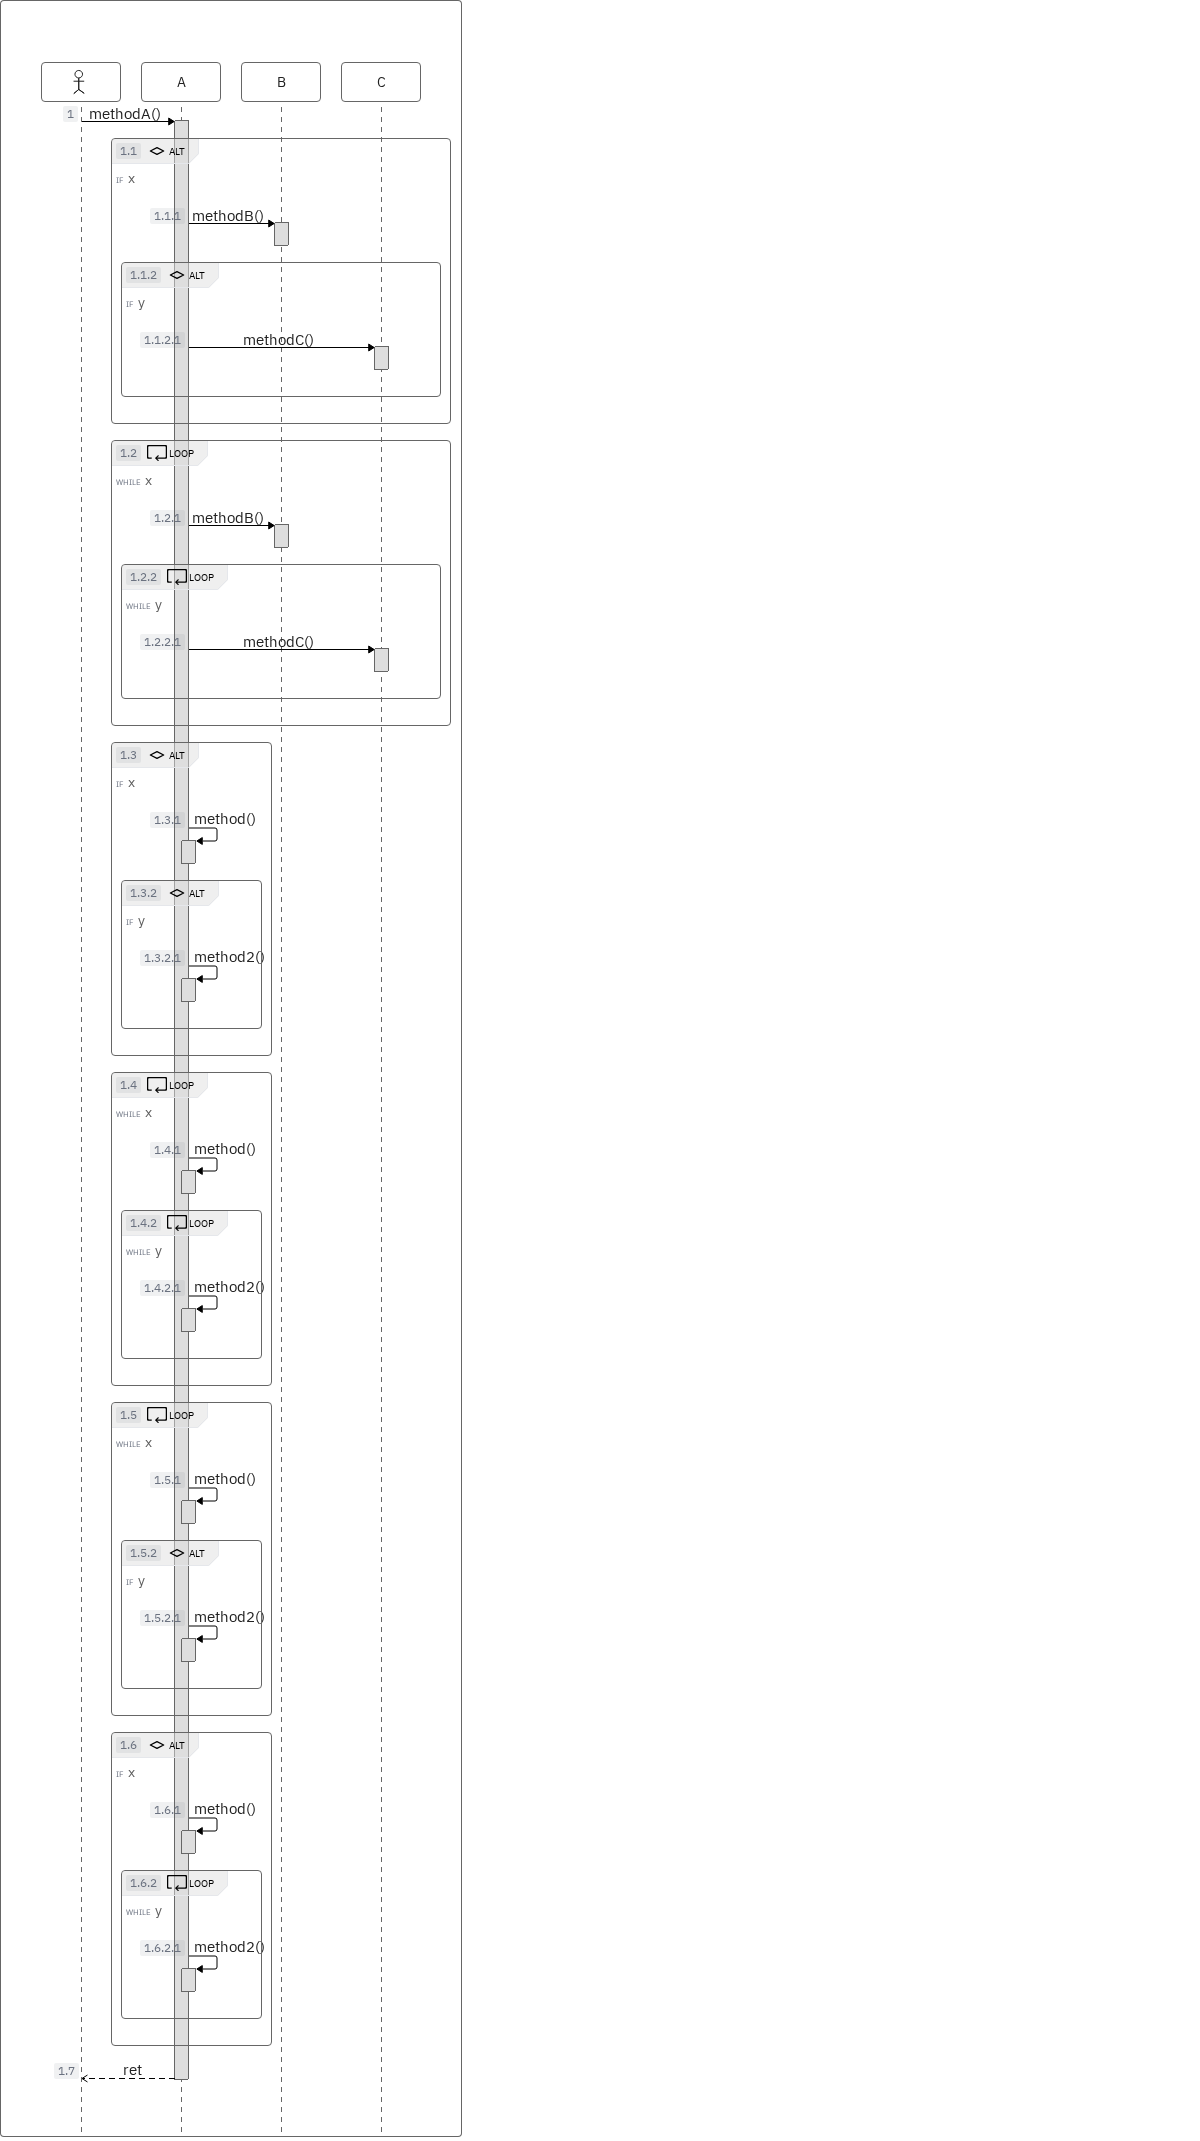 A B C
1 methodA()
1.1 ALT
IF x
1.1.1 methodB()
1.1.2 ALT
IF y
1.1.2.1 methodC()
1.2 LOOP
WHILE x
1.2.1 methodB()
1.2.2 LOOP
WHILE y
1.2.2.1 methodC()
1.3 ALT
IF x
1.3.1 method()
1.3.2 ALT
IF y
1.3.2.1 method2()
1.4 LOOP
WHILE x
1.4.1 method()
1.4.2 LOOP
WHILE y
1.4.2.1 method2()
1.5 LOOP
WHILE x
1.5.1 method()
1.5.2 ALT
IF y
1.5.2.1 method2()
1.6 ALT
IF x
1.6.1 method()
1.6.2 LOOP
WHILE y
1.6.2.1 method2()
1.7 ret